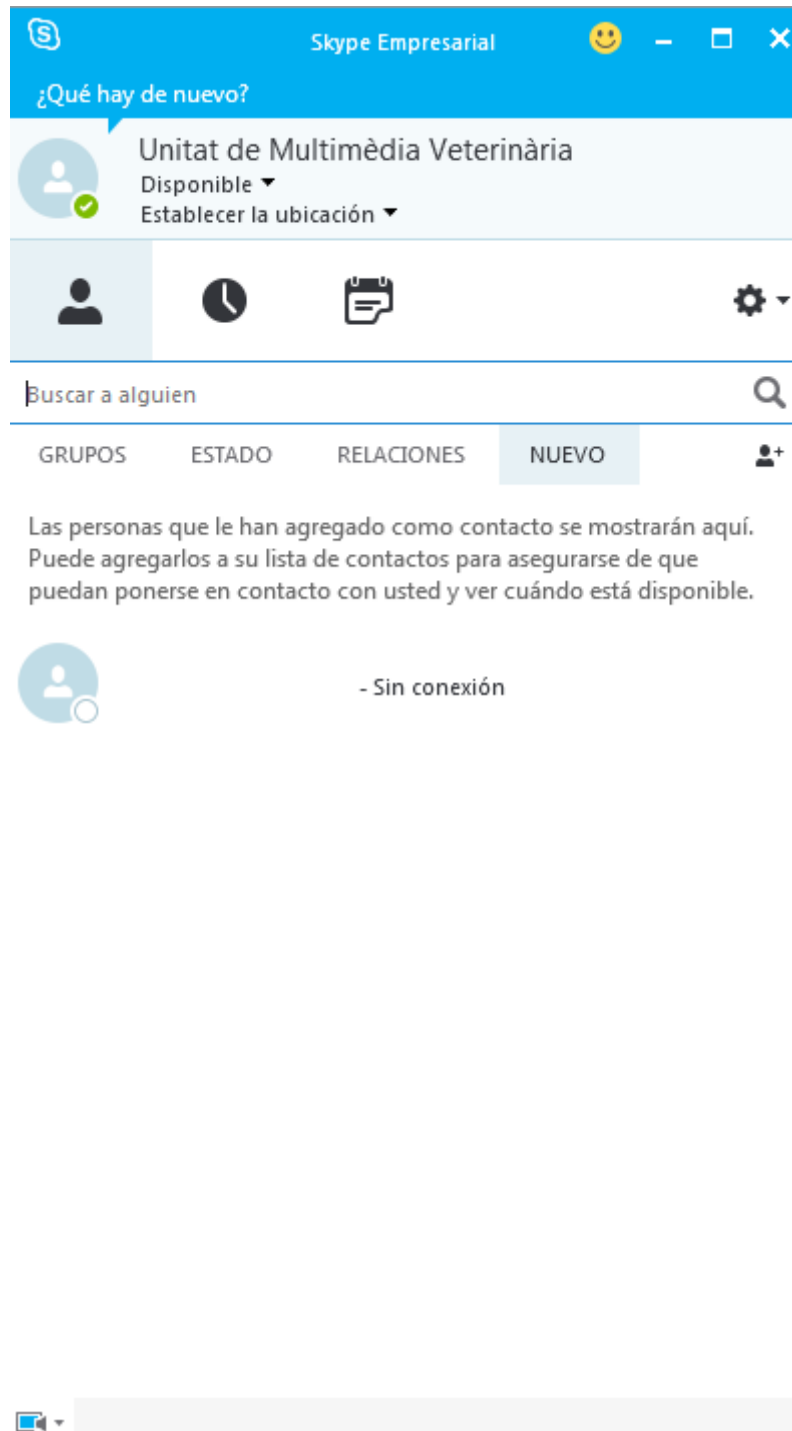 Skype Empresarial
¿Qué hay de nuevo?
Unitat de Multimèdia Veterinària
Disponible
Establecer la ubicación
Buscar a alguien
GRUPOS ESTADO RELACIONES NUEVO
Las personas que le han agregado como contacto se mostrarán aquí.
Puede agregarlos a su lista de contactos para asegurarse de que
puedan ponerse en contacto con usted y ver cuándo está disponible.
- Sin conexión